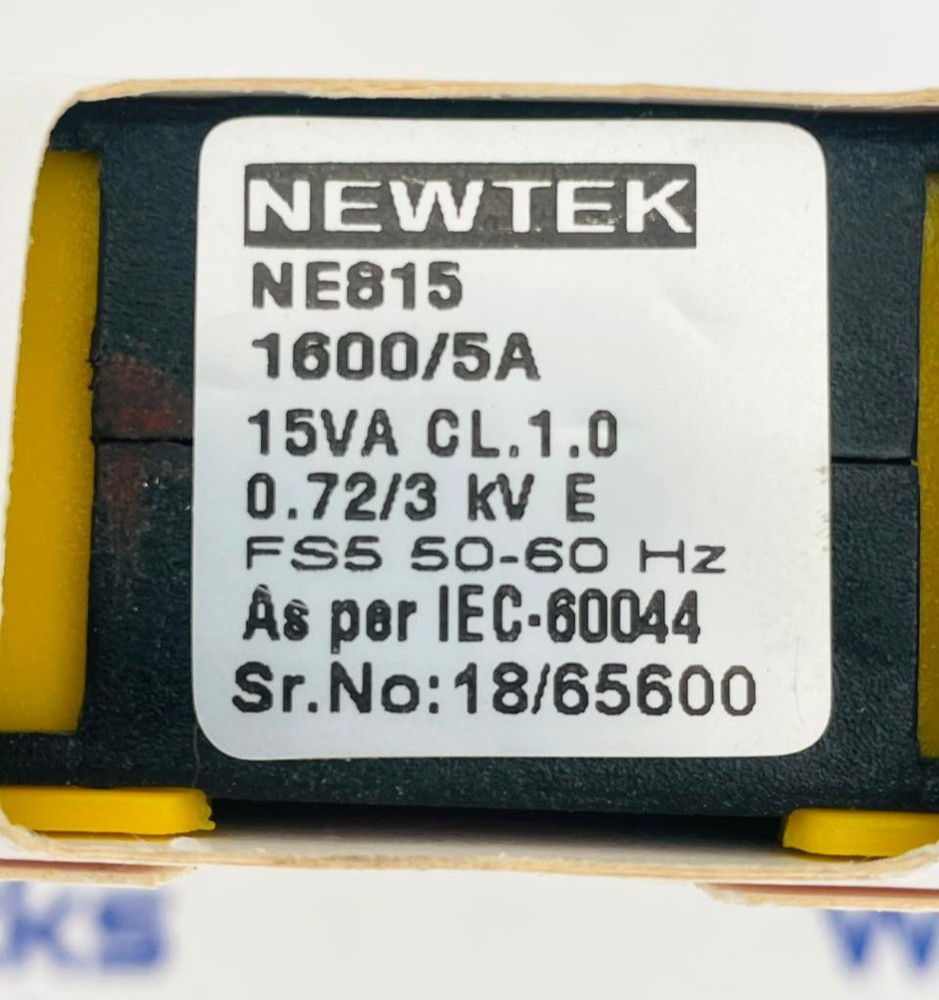 NEWTEK
NE815
1600/5A
15VA CL.1.0
0.72/3 kV E
FS5 50-60 Hz
As per IEC-60044
Sr.No:18/65600